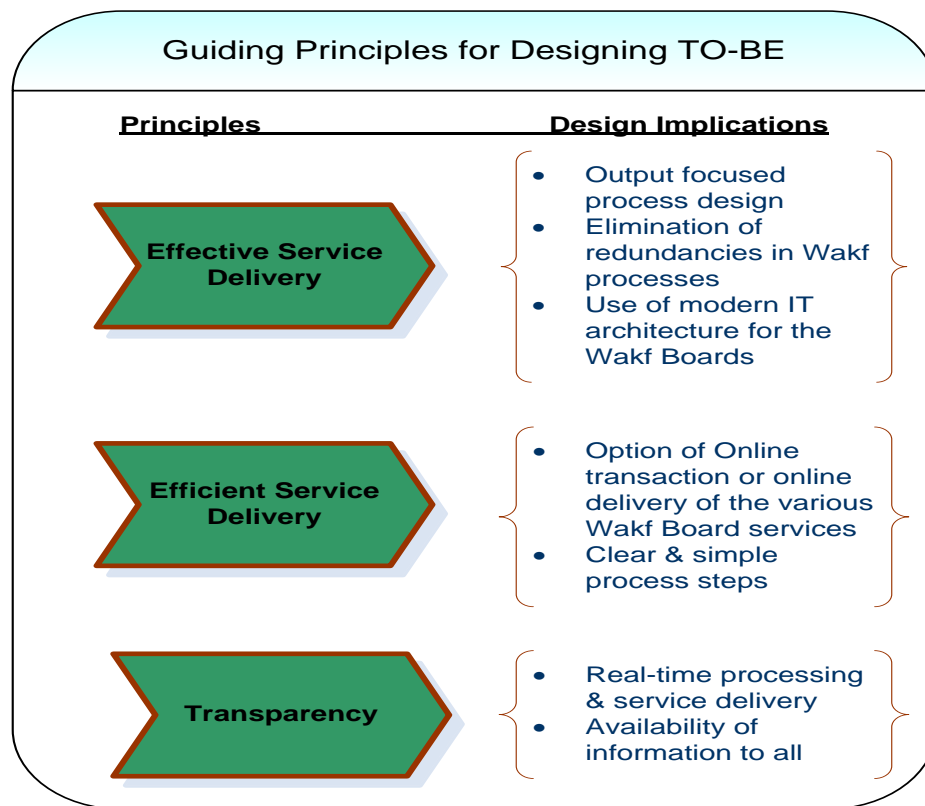 Guiding Principles for Designing TO-BE
Principles
Design Implications
Effective Service
Delivery
• Output focused
process design
• Elimination of
redundancies in Wakf
processes
• Use of modern IT
architecture for the
Wakf Boards
Efficient Service
Delivery
• Option of Online
transaction or online
delivery of the various
Wakf Board services
• Clear & simple
process steps
Transparency
• Real-time processing
& service delivery
• Availability of
information to all